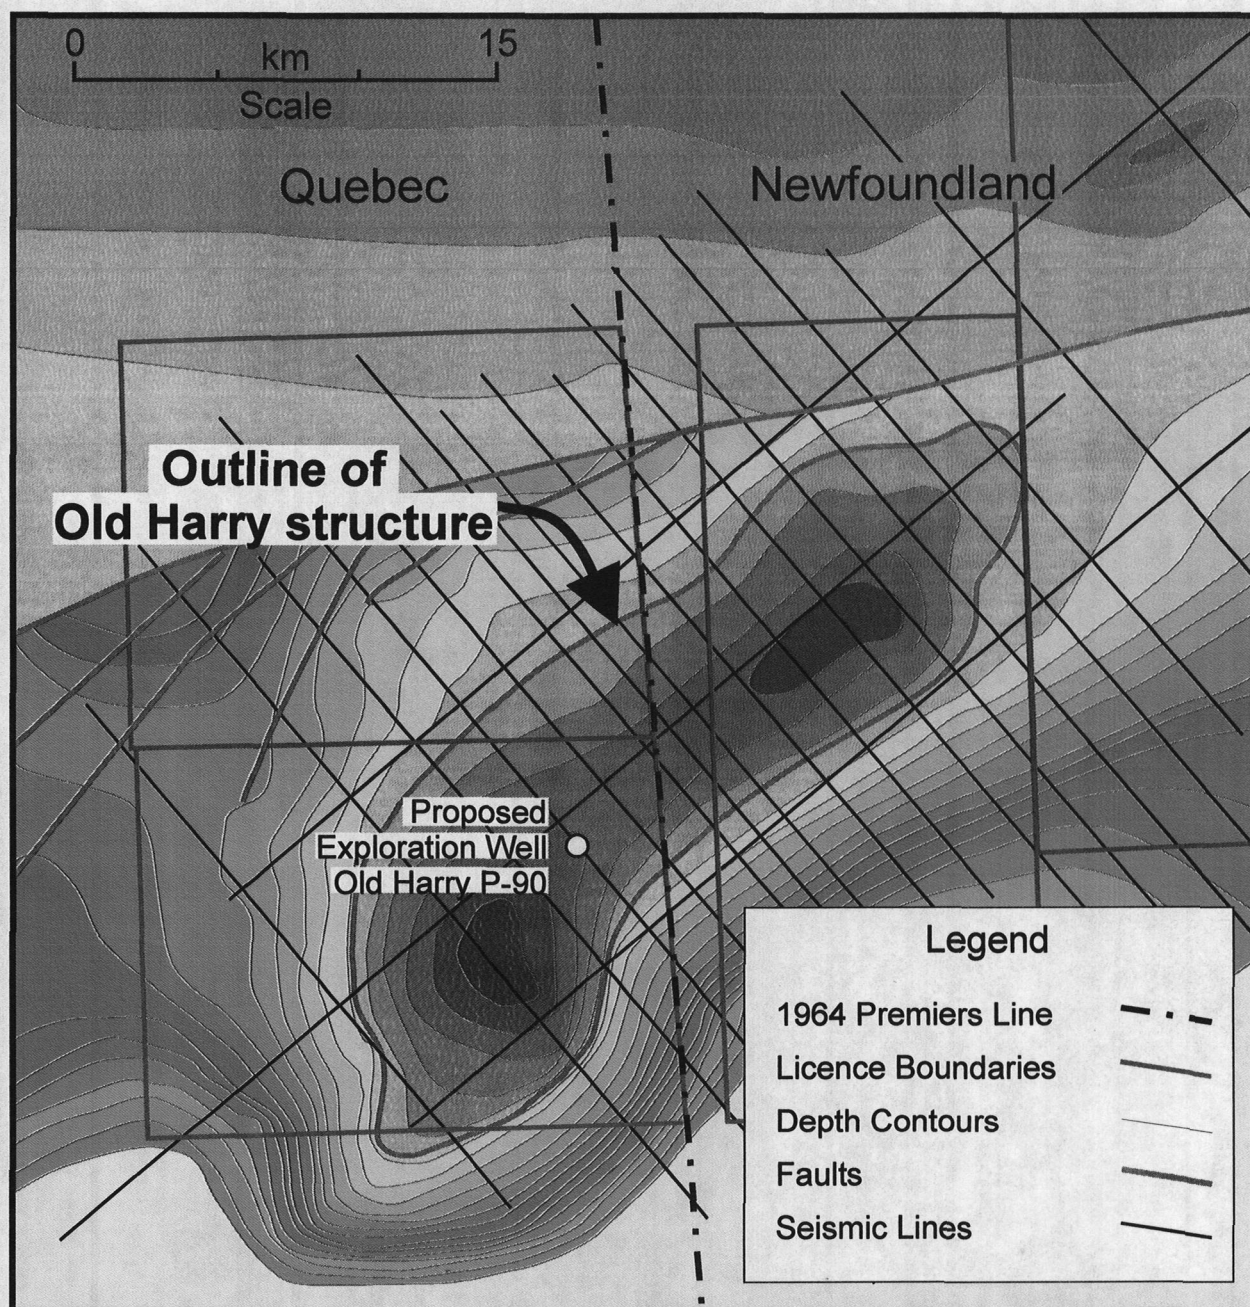 0 15
km
Scale
Quebec
Newfoundland
Outline of
Old Harry structure
Proposed
Exploration Well
Old Harry P-90
Legend
1964 Premiers Line
Licence Boundaries
Depth Contours
Faults
Seismic Lines